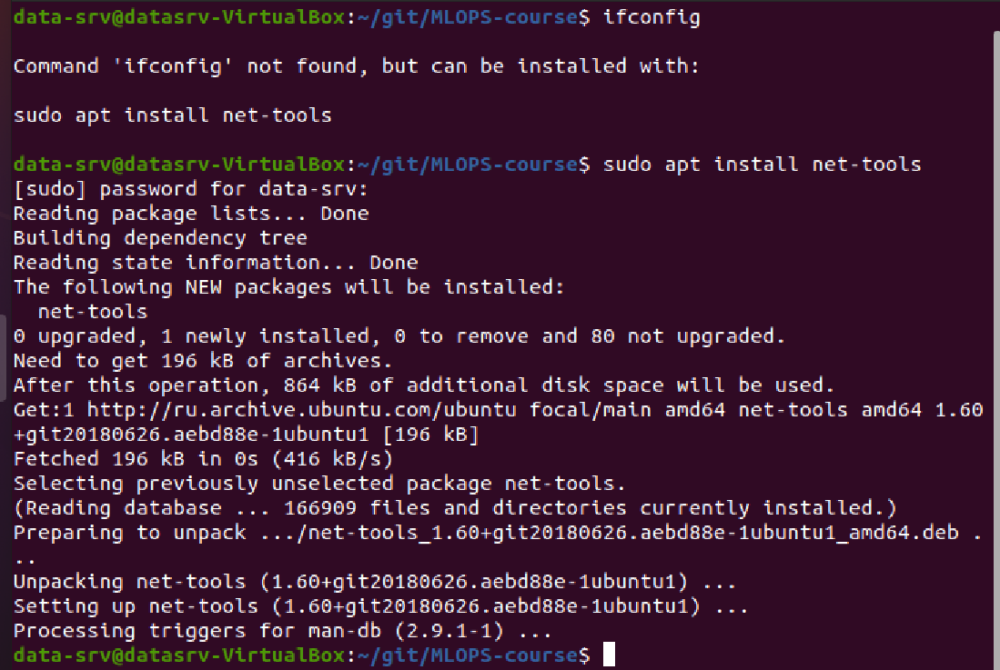 data-srv@datasrv-VirtualBox:~/git/MLOPS-course$ ifconfig
Command 'ifconfig' not found, but can be installed with:
sudo apt install net-tools
data-srv@datasrv-VirtualBox:~/git/MLOPS-course$ sudo apt install net-tools
[sudo] password for data-srv:
Reading package lists... Done
Building dependency tree
Reading state information... Done
The following NEW packages will be installed:
  net-tools
0 upgraded, 1 newly installed, 0 to remove and 80 not upgraded.
Need to get 196 kB of archives.
After this operation, 864 kB of additional disk space will be used.
Get:1 http://ru.archive.ubuntu.com/ubuntu focal/main amd64 net-tools amd64 1.60
+git20180626.aebd88e-1ubuntu1 [196 kB]
Fetched 196 kB in 0s (416 kB/s)
Selecting previously unselected package net-tools.
(Reading database ... 166909 files and directories currently installed.)
Preparing to unpack .../net-tools_1.60+git20180626.aebd88e-1ubuntu1_amd64.deb .
..
Unpacking net-tools (1.60+git20180626.aebd88e-1ubuntu1) ...
Setting up net-tools (1.60+git20180626.aebd88e-1ubuntu1) ...
Processing triggers for man-db (2.9.1-1) ...
data-srv@datasrv-VirtualBox:~/git/MLOPS-course$